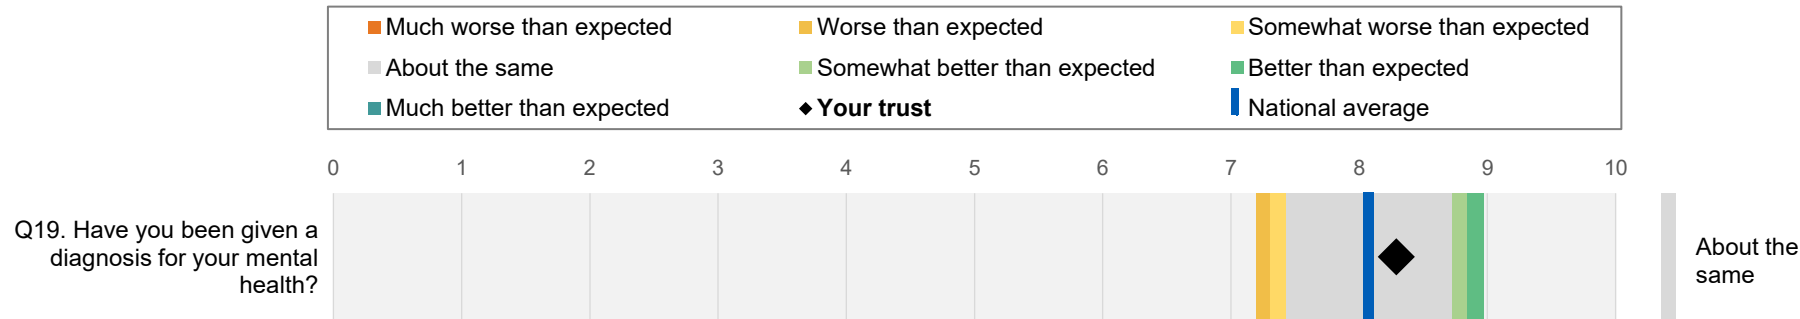 Much worse than expected
Worse than expected
Somewhat worse than expected
About the same
Somewhat better than expected
Better than expected
Much better than expected
Your trust
National average
0 1 2 3 4 5 6 7 8 9 10
Q19. Have you been given a
diagnosis for your mental
health?
About the
same